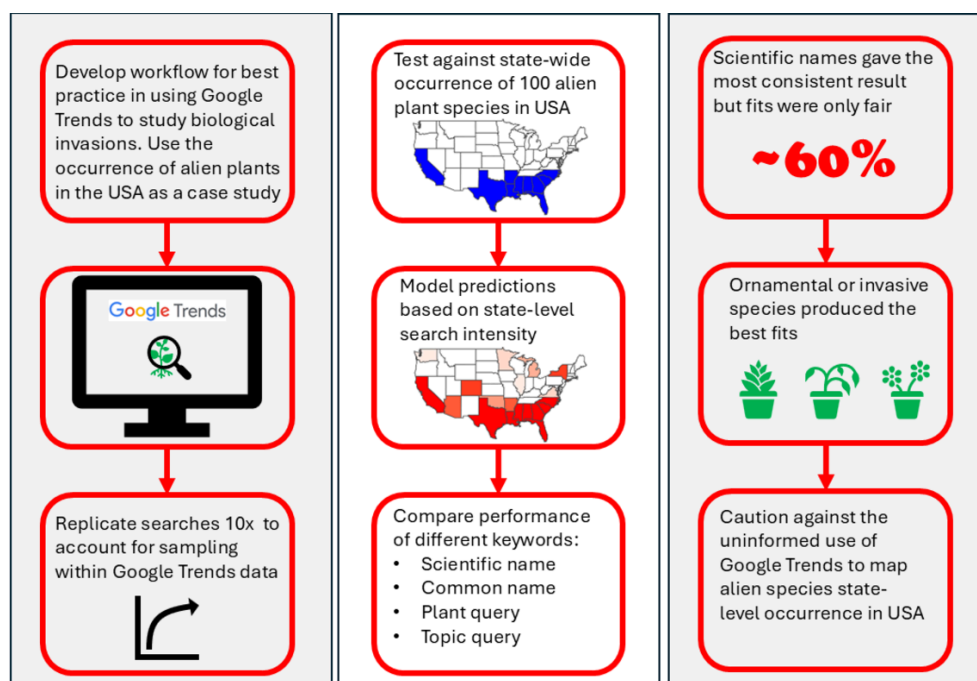 Develop workflow for best
practice in using Google
Trends to study biological
invasions. Use the
occurrence of alien plants
in the USA as a case study
Google Trends
Replicate searches 10x to
account for sampling
within Google Trends data
Test against state-wide
occurrence of 100 alien
plant species in USA
Model predictions
based on state-level
search intensity
Compare performance
of different keywords:
• Scientific name
• Common name
• Plant query
• Topic query
Scientific names gave the
most consistent result
but fits were only fair
~60%
Ornamental or invasive
species produced the
best fits
Caution against the
uninformed use of
Google Trends to map
alien species state-
level occurrence in USA